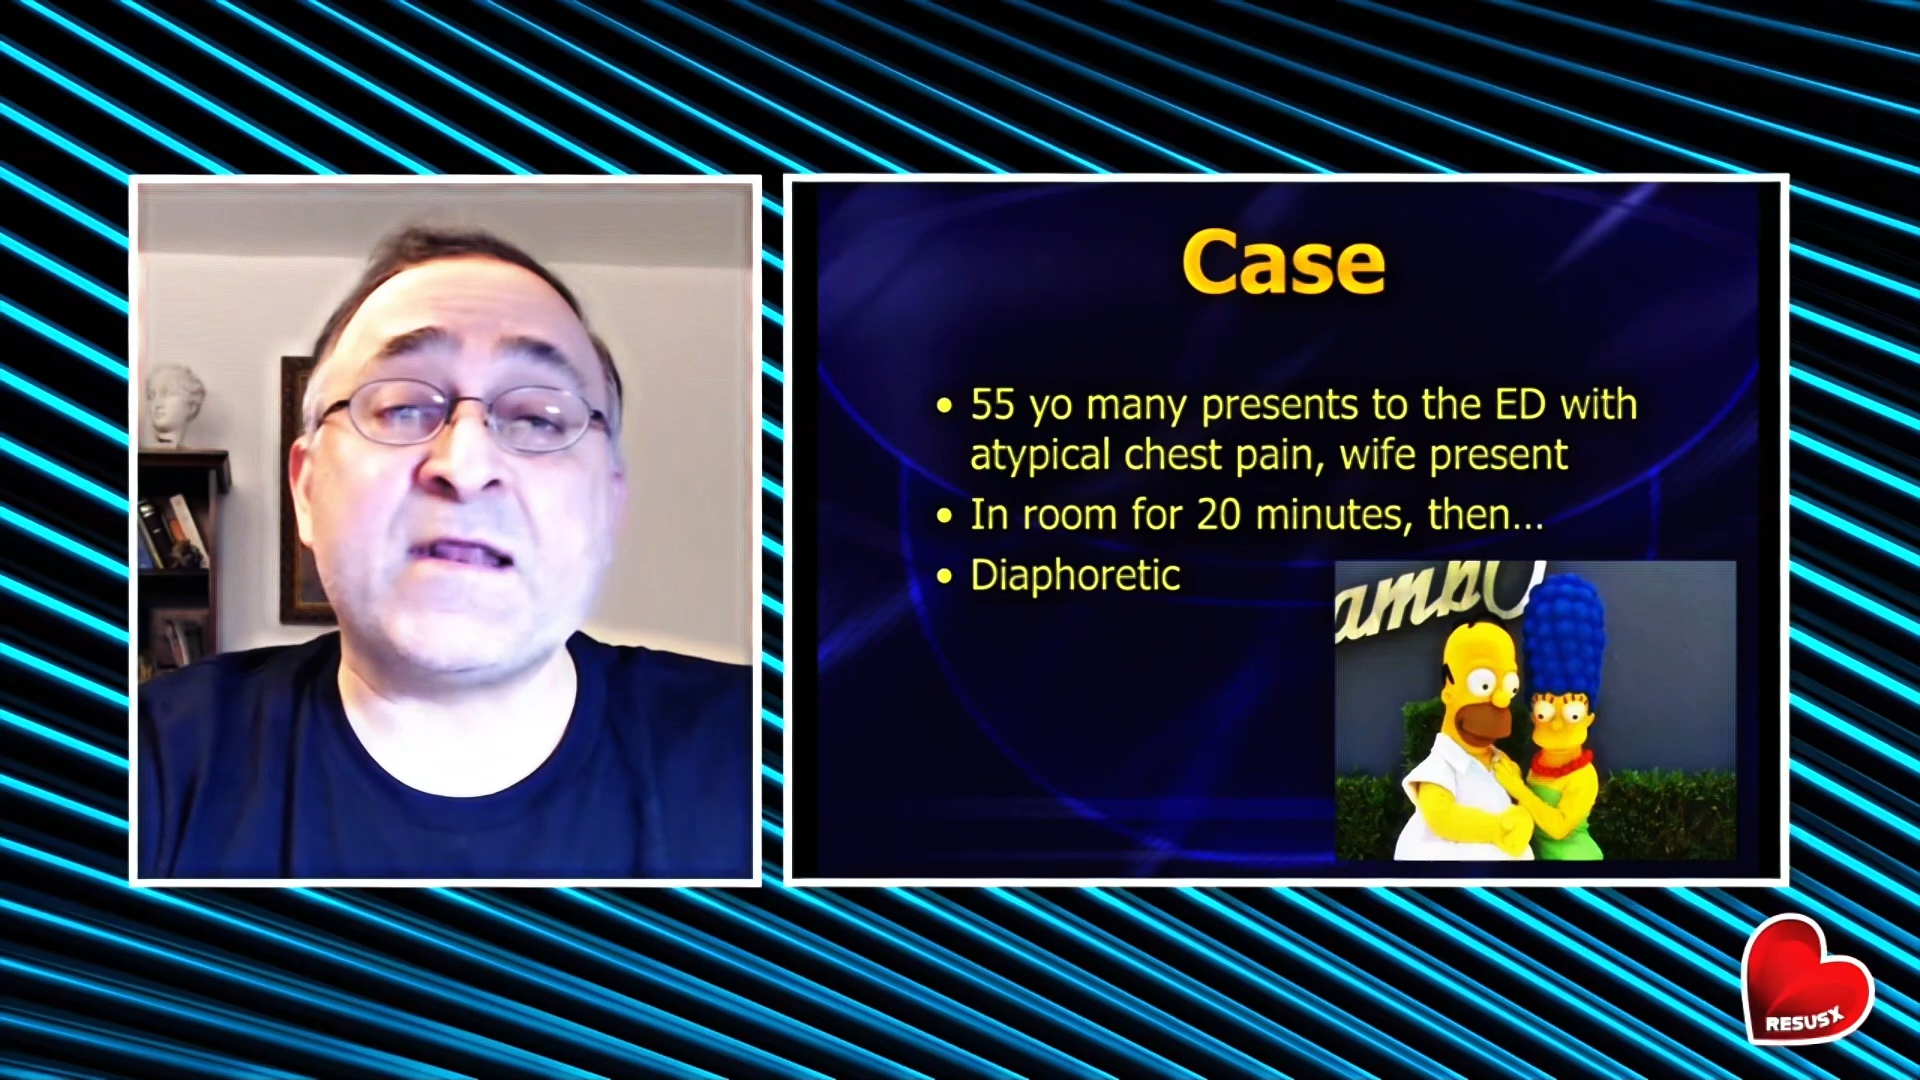 Case
• 55 yo many presents to the ED with
atypical chest pain, wife present
• In room for 20 minutes, then...
• Diaphoretic
RESUSX